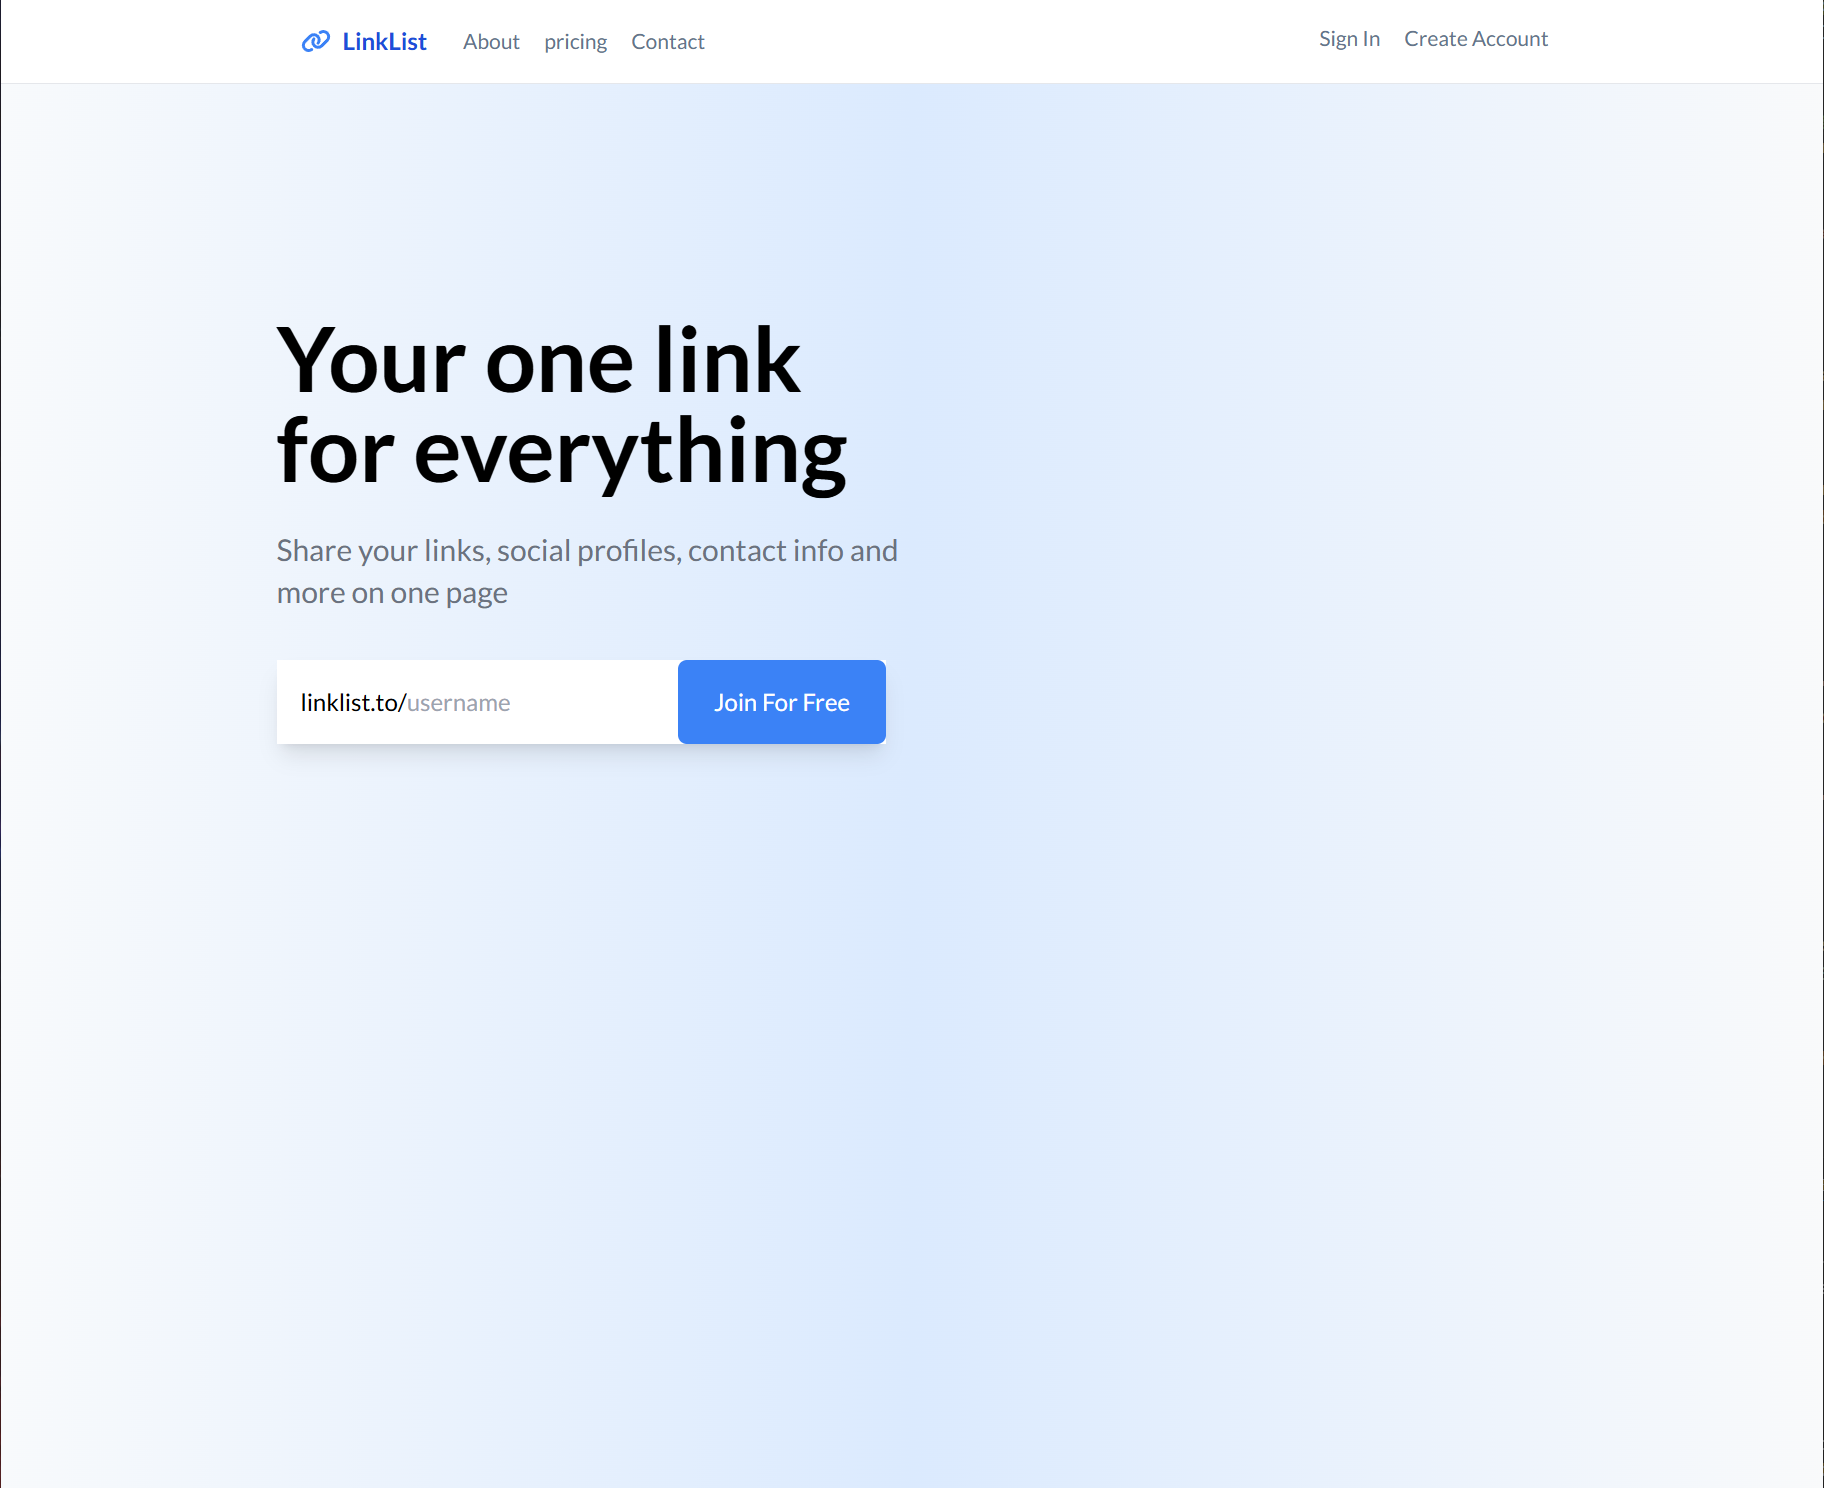 LinkList About pricing Contact Sign In Create Account
Your one link
for everything
Share your links, social profiles, contact info and
more on one page
linklist.to/username Join For Free